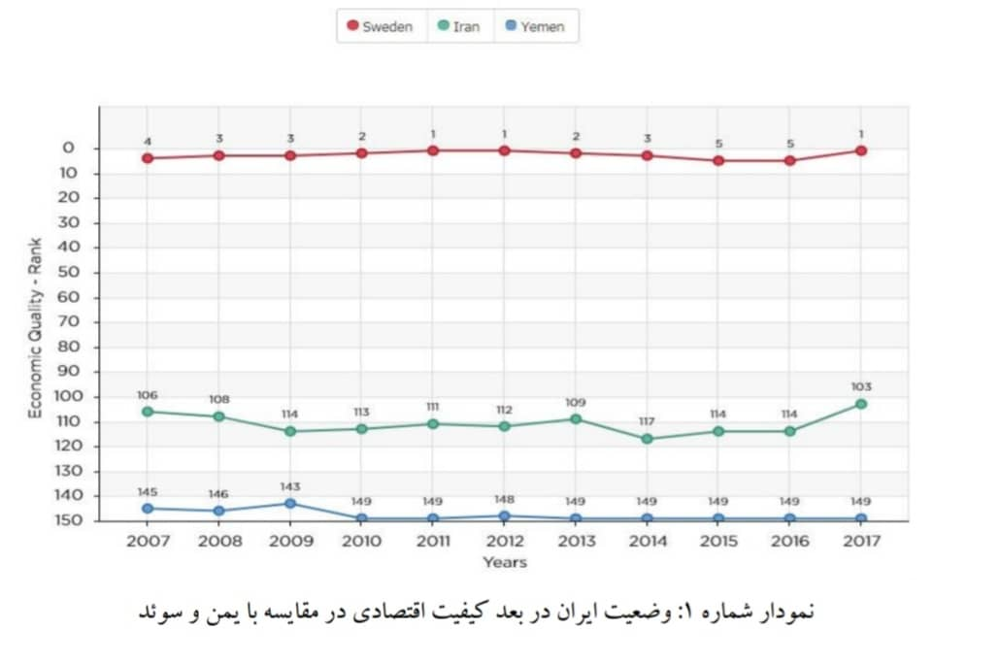 Sweden Iran Yemen
4 3 3 2 1 1 2 3 5 5 1
0
10
20
30
40
50
60
70
80
90
100
110
120
130
140
150
Economic Quality - Rank
106 108 114 113 111 112 109 117 114 114 103
145 146 143 149 149 148 149 149 149 149 149
2007 2008 2009 2010 2011 2012 2013 2014 2015 2016 2017
Years
نمودار شماره ۱: وضعیت ایران در بعد کیفیت اقتصادی در مقایسه با یمن و سوئد